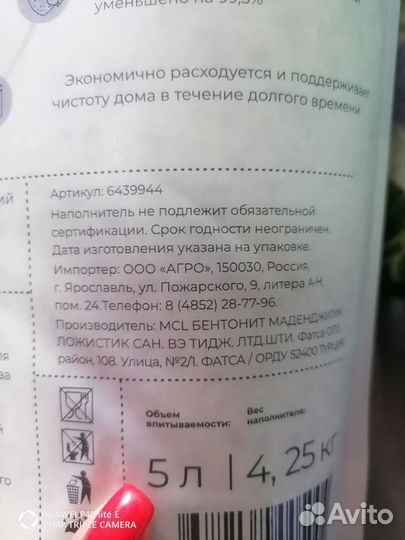 уменьшено на 99,5%
Экономично расходуется и поддерживает
чистоту дома в течение долгого времени
Артикул: 6439944
Наполнитель не подлежит обязательной
сертификации. Срок годности неограничен.
Дата изготовления указана на упаковке.
Импортер: ООО «АГРО», 150030, Россия,
г. Ярославль, ул. Пожарского, 9, литера А-Н,
пом. 24.Телефон: 8 (4852) 28-77-96.
Производитель: MCL БЕНТОНИТ МАДЕНДЖИЛИК
ЛОЖИСТИК САН. ВЭ ТИДЖ. ЛТД.ШТИ. Фатса
район, 108. Улица, №2/1. ФАТСА / ОРДУ 52400 ТУРЦИЯ
Объем
впитываемости:
Вес
наполнителя:
5 л | 4, 25 кг
HUAWEI P40 lite E
TRIPLE CAMERA
Avito